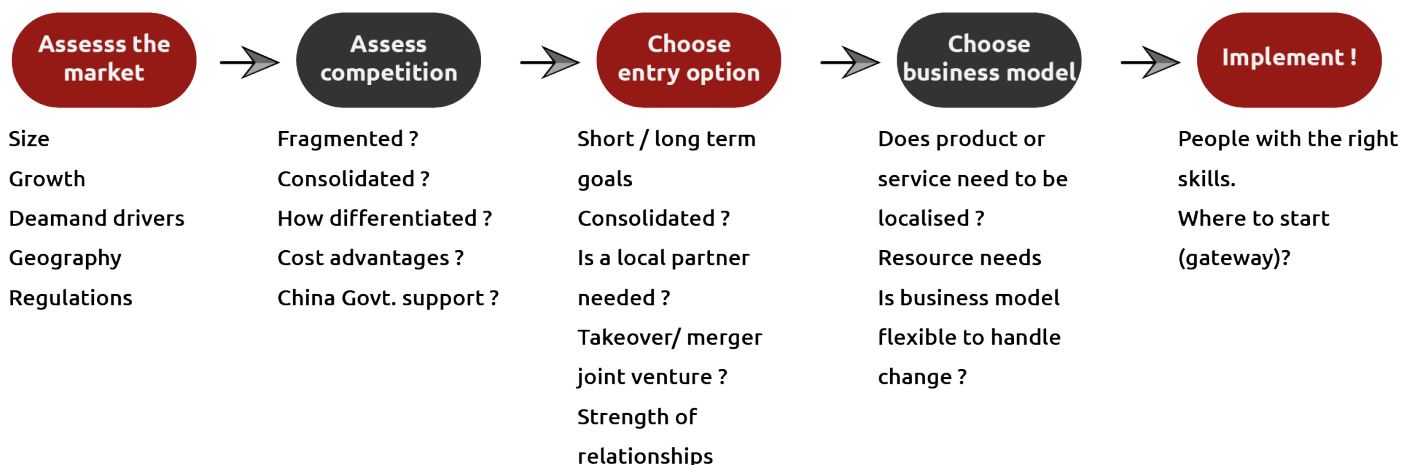 Assesss the
market
Assess
competition
Choose
entry option
Choose
business model
Implement !
Size
Growth
Deamand drivers
Geography
Regulations
Fragmented ?
Consolidated ?
How differentiated ?
Cost advantages ?
China Govt. support ?
Short / long term
goals
Consolidated ?
Is a local partner
needed ?
Takeover/ merger
joint venture ?
Strength of
relationships
Does product or
service need to be
localised ?
Resource needs
Is business model
flexible to handle
change ?
People with the right
skills.
Where to start
(gateway)?